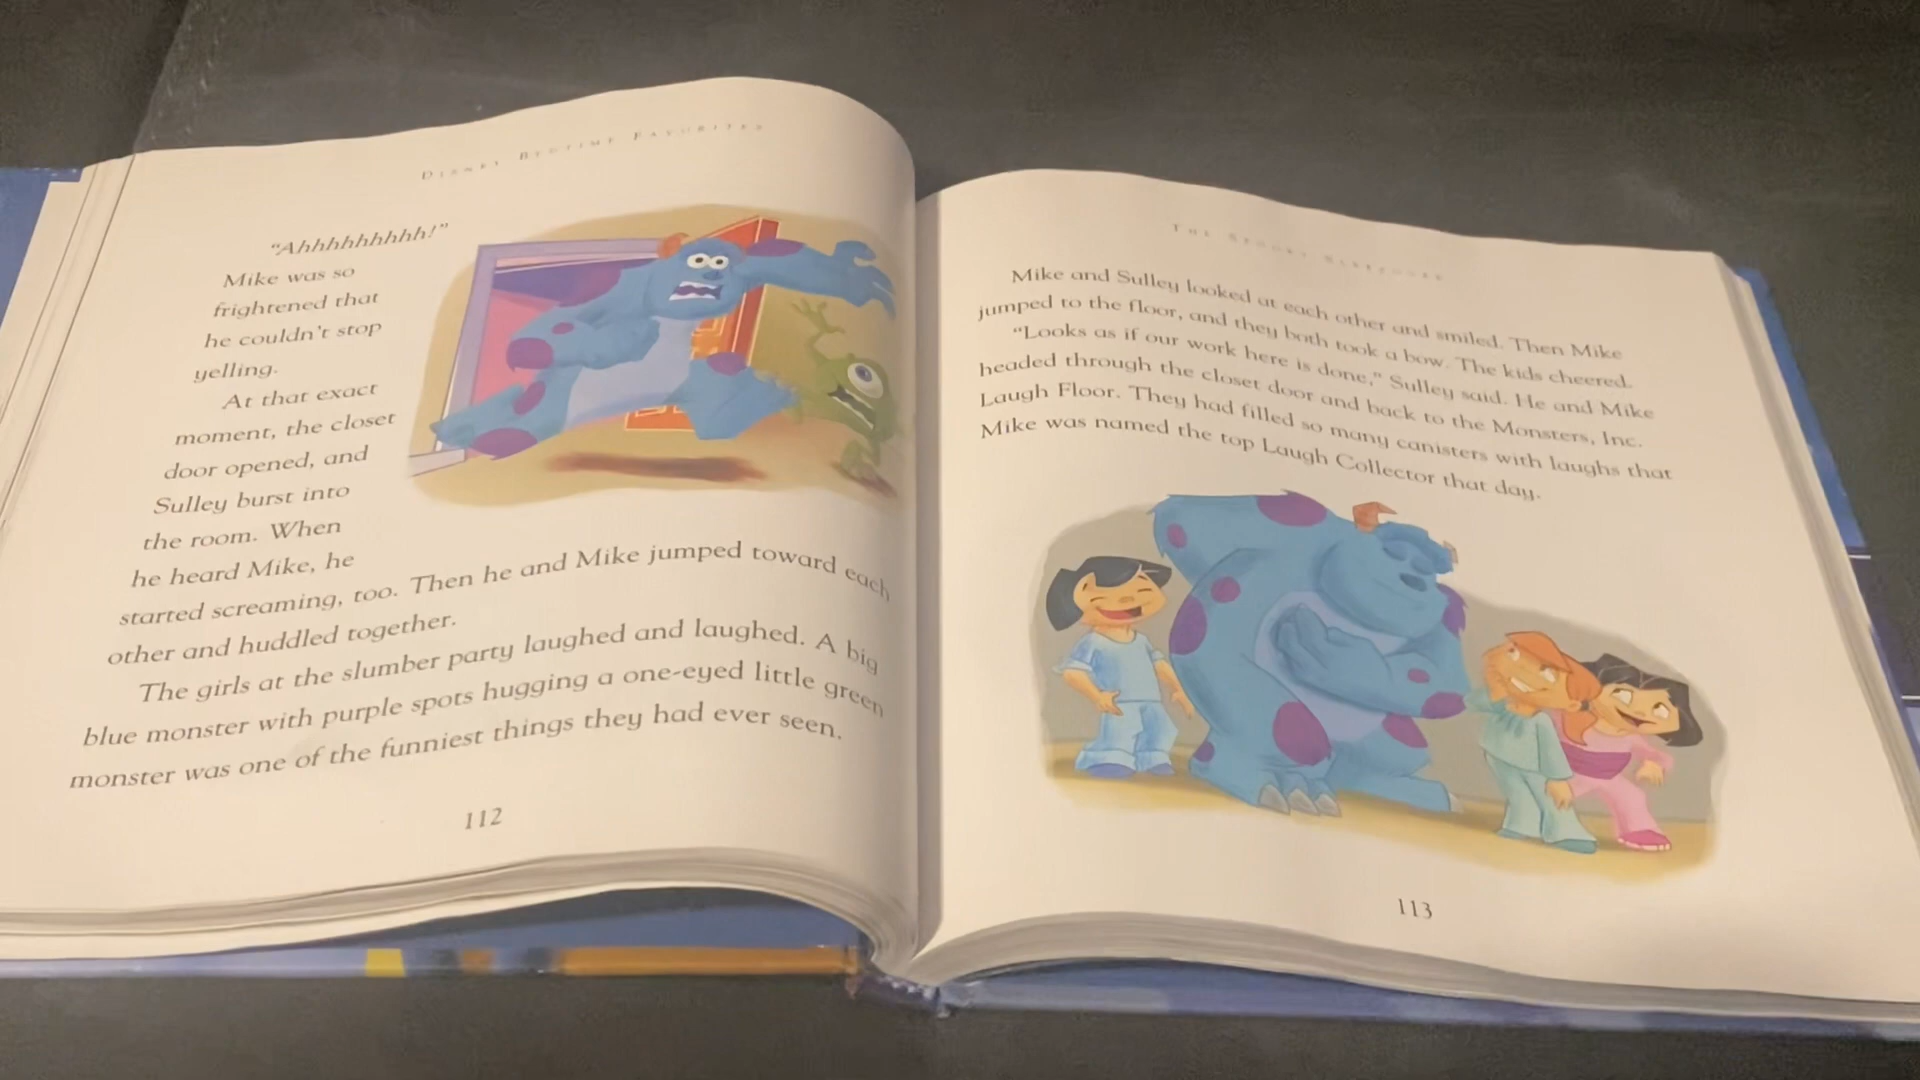 DISNEY BEDTIME FAVORITES
“Ahhhhhhhhhh!”
Mike was so
frightened that
he couldn’t stop
yelling.
At that exact
moment, the closet
door opened, and
Sulley burst into
the room. When
he heard Mike, he
started screaming, too. Then he and Mike jumped toward each
other and huddled together.
The girls at the slumber party laughed and laughed. A big
blue monster with purple spots hugging a one-eyed little green
monster was one of the funniest things they had ever seen.
112
THE SPOOKY SLEEPOVER
Mike and Sulley looked at each other and smiled. Then Mike
jumped to the floor, and they both took a bow. The kids cheered.
“Looks as if our work here is done,” Sulley said. He and Mike
headed through the closet door and back to the Monsters, Inc.
Laugh Floor. They had filled so many canisters with laughs that
Mike was named the top Laugh Collector that day.
113